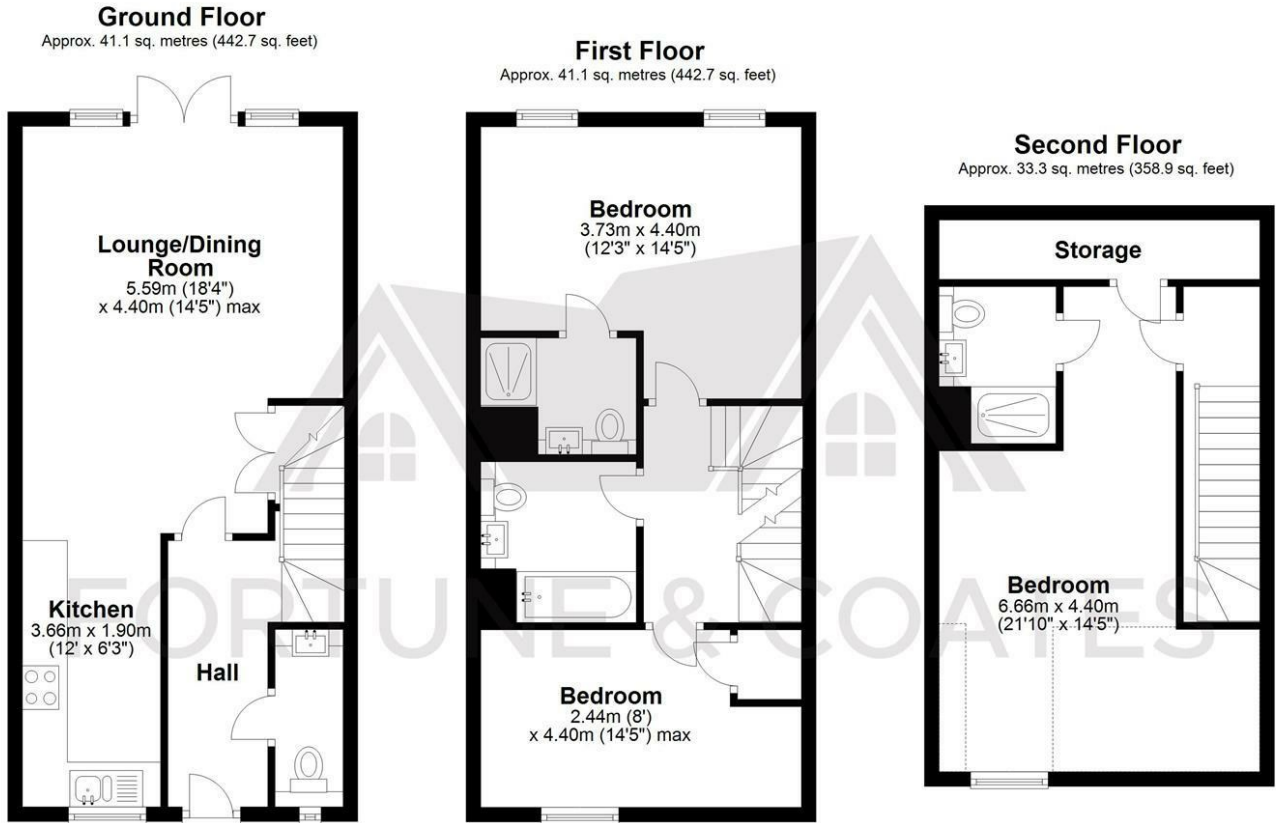 Ground Floor
Approx. 41.1 sq. metres (442.7 sq. feet)
Lounge/Dining
Room
5.59m (18'4")
x 4.40m (14'5") max
Kitchen
3.66m x 1.90m
(12' x 6'3")
Hall
First Floor
Approx. 41.1 sq. metres (442.7 sq. feet)
Bedroom
3.73m x 4.40m
(12'3" x 14'5")
Bedroom
2.44m (8')
x 4.40m (14'5") max
Second Floor
Approx. 33.3 sq. metres (358.9 sq. feet)
Storage
Bedroom
6.66m x 4.40m
(21'10" x 14'5")
FORTUNE & COATES